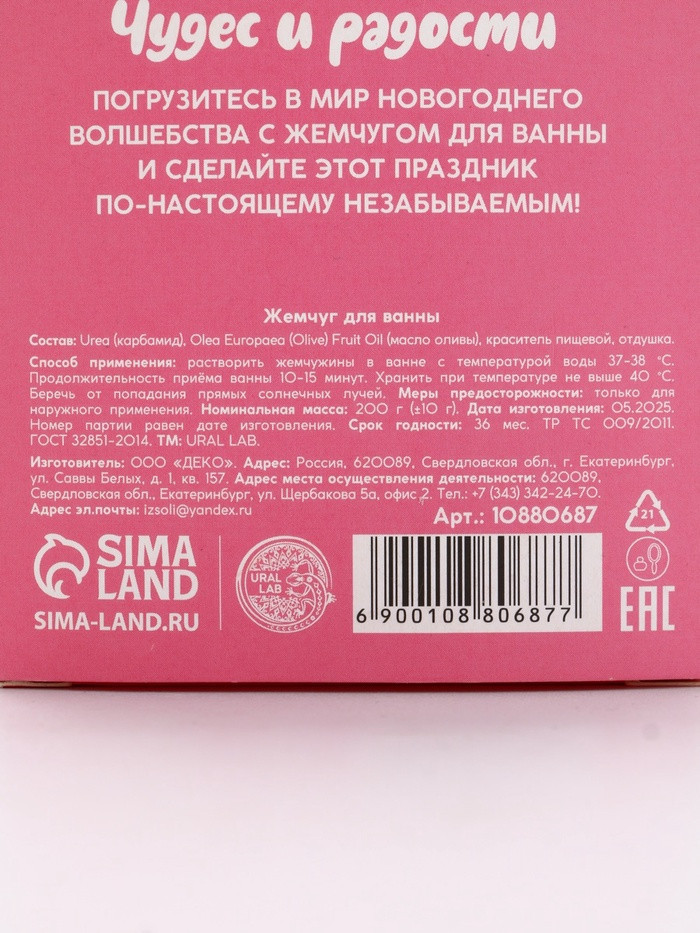 Чудес и радости
ПОГРУЗИТЕСЬ В МИР НОВОГОДНЕГО
ВОЛШЕБСТВА С ЖЕМЧУГОМ ДЛЯ ВАННЫ
И СДЕЛАЙТЕ ЭТОТ ПРАЗДНИК
ПО-НАСТОЯЩЕМУ НЕЗАБЫВАЕМЫМ!
Жемчуг для ванны
Состав: Urea (карбамид), Olea Europaea (Olive) Fruit Oil (масло оливы), краситель пищевой, отдушка.
Способ применения: растворить жемчужины в ванне с температурой воды 37-38 °С.
Продолжительность приёма ванны 10-15 минут. Хранить при температуре не выше 40 °С.
Беречь от попадания прямых солнечных лучей. Меры предосторожности: только для
наружного применения. Номинальная масса: 200 г (±10 г). Дата изготовления: 05.2025.
Номер партии равен дате изготовления. Срок годности: 36 мес. ТР ТС 009/2011.
ГОСТ 32851-2014. ТМ: URAL LAB.
Изготовитель: ООО «ДЕКО». Адрес: Россия, 620089, Свердловская обл., г. Екатеринбург,
ул. Саввы Белых, д. 1, кв. 157. Адрес места осуществления деятельности: 620089,
Свердловская обл., Екатеринбург, ул. Щербакова 5а, офис 2. Тел.: +7 (343) 342-24-70.
Адрес эл.почты: izsoli@yandex.ru
Арт.: 10880687
21
SIMA
LAND
SIMA-LAND.RU
URAL
LAB
6 900108 806877
EAC